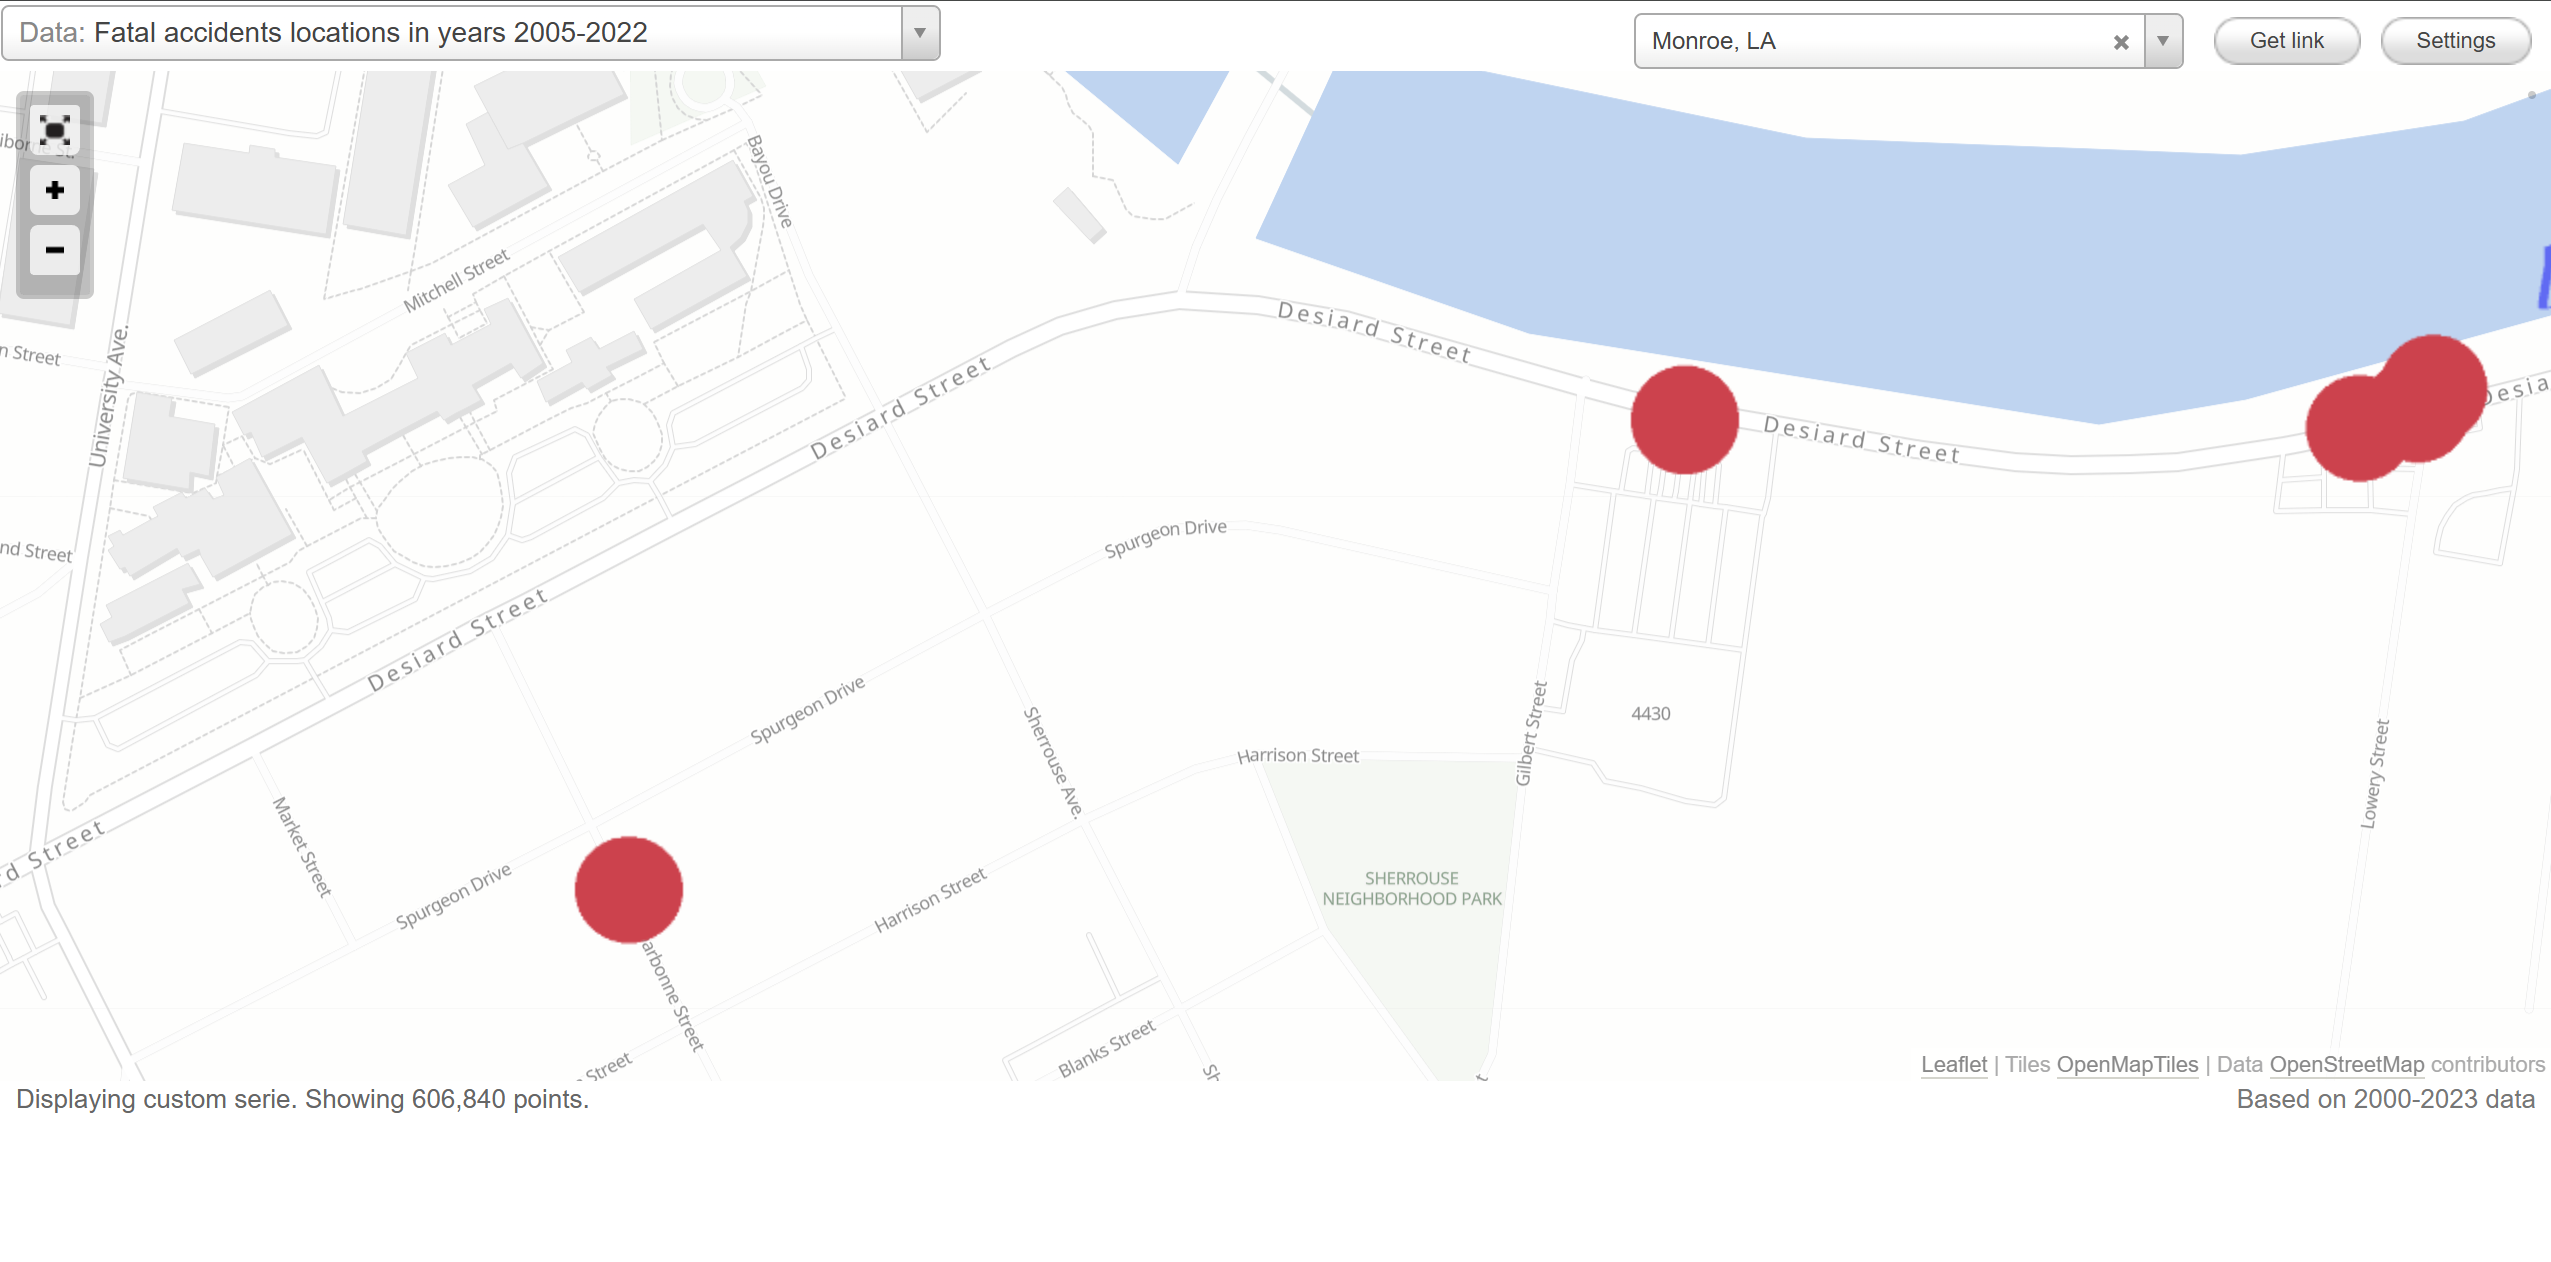 Data: Fatal accidents locations in years 2005-2022
Monroe, LA
Get link
Settings
Bayou Drive
Mitchell Street
University Ave.
n Street
nd Street
Desiard Street
Desiard Street
Desiard Street
Desiard Street
Desia
rd Street
Spurgeon Drive
Spurgeon Drive
Spurgeon Drive
Sherrouse Ave.
Gilbert Street
4430
Harrison Street
Harrison Street
Lowery Street
Market Street
arbonne Street
SHERROUSE
NEIGHBORHOOD PARK
Blanks Street
Street
Sh
t
Leaflet | Tiles OpenMapTiles | Data OpenStreetMap contributors
Displaying custom serie. Showing 606,840 points.
Based on 2000-2023 data